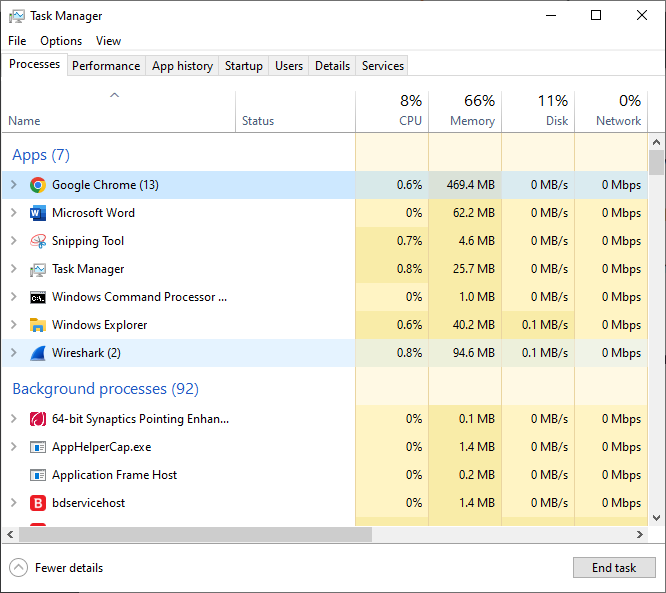 Task Manager
File Options View
Processes Performance App history Startup Users Details Services
8% 66% 11% 0%
Name Status CPU Memory Disk Network
Apps (7)
Google Chrome (13) 0.6% 469.4 MB 0 MB/s 0 Mbps
Microsoft Word 0% 62.2 MB 0 MB/s 0 Mbps
Snipping Tool 0.7% 4.6 MB 0 MB/s 0 Mbps
Task Manager 0.8% 25.7 MB 0 MB/s 0 Mbps
Windows Command Processor ... 0% 1.0 MB 0 MB/s 0 Mbps
Windows Explorer 0.6% 40.2 MB 0.1 MB/s 0 Mbps
Wireshark (2) 0.8% 94.6 MB 0.1 MB/s 0 Mbps
Background processes (92)
64-bit Synaptics Pointing Enhan... 0% 0.1 MB 0 MB/s 0 Mbps
AppHelperCap.exe 0% 1.4 MB 0 MB/s 0 Mbps
Application Frame Host 0% 0.2 MB 0 MB/s 0 Mbps
bdservicehost 0% 1.4 MB 0 MB/s 0 Mbps
Fewer details End task